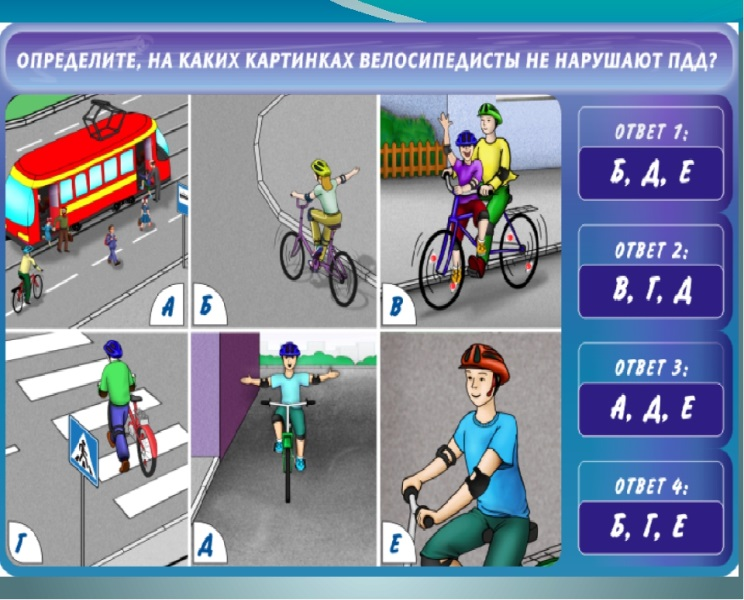 ОПРЕДЕЛИТЕ, НА КАКИХ КАРТИНКАХ ВЕЛОСИПЕДИСТЫ НЕ НАРУШАЮТ ПДД?
А
Б
В
Г
Д
Е
ОТВЕТ 1:
Б, Д, Е
ОТВЕТ 2:
В, Г, Д
ОТВЕТ 3:
А, Д, Е
ОТВЕТ 4:
Б, Г, Е